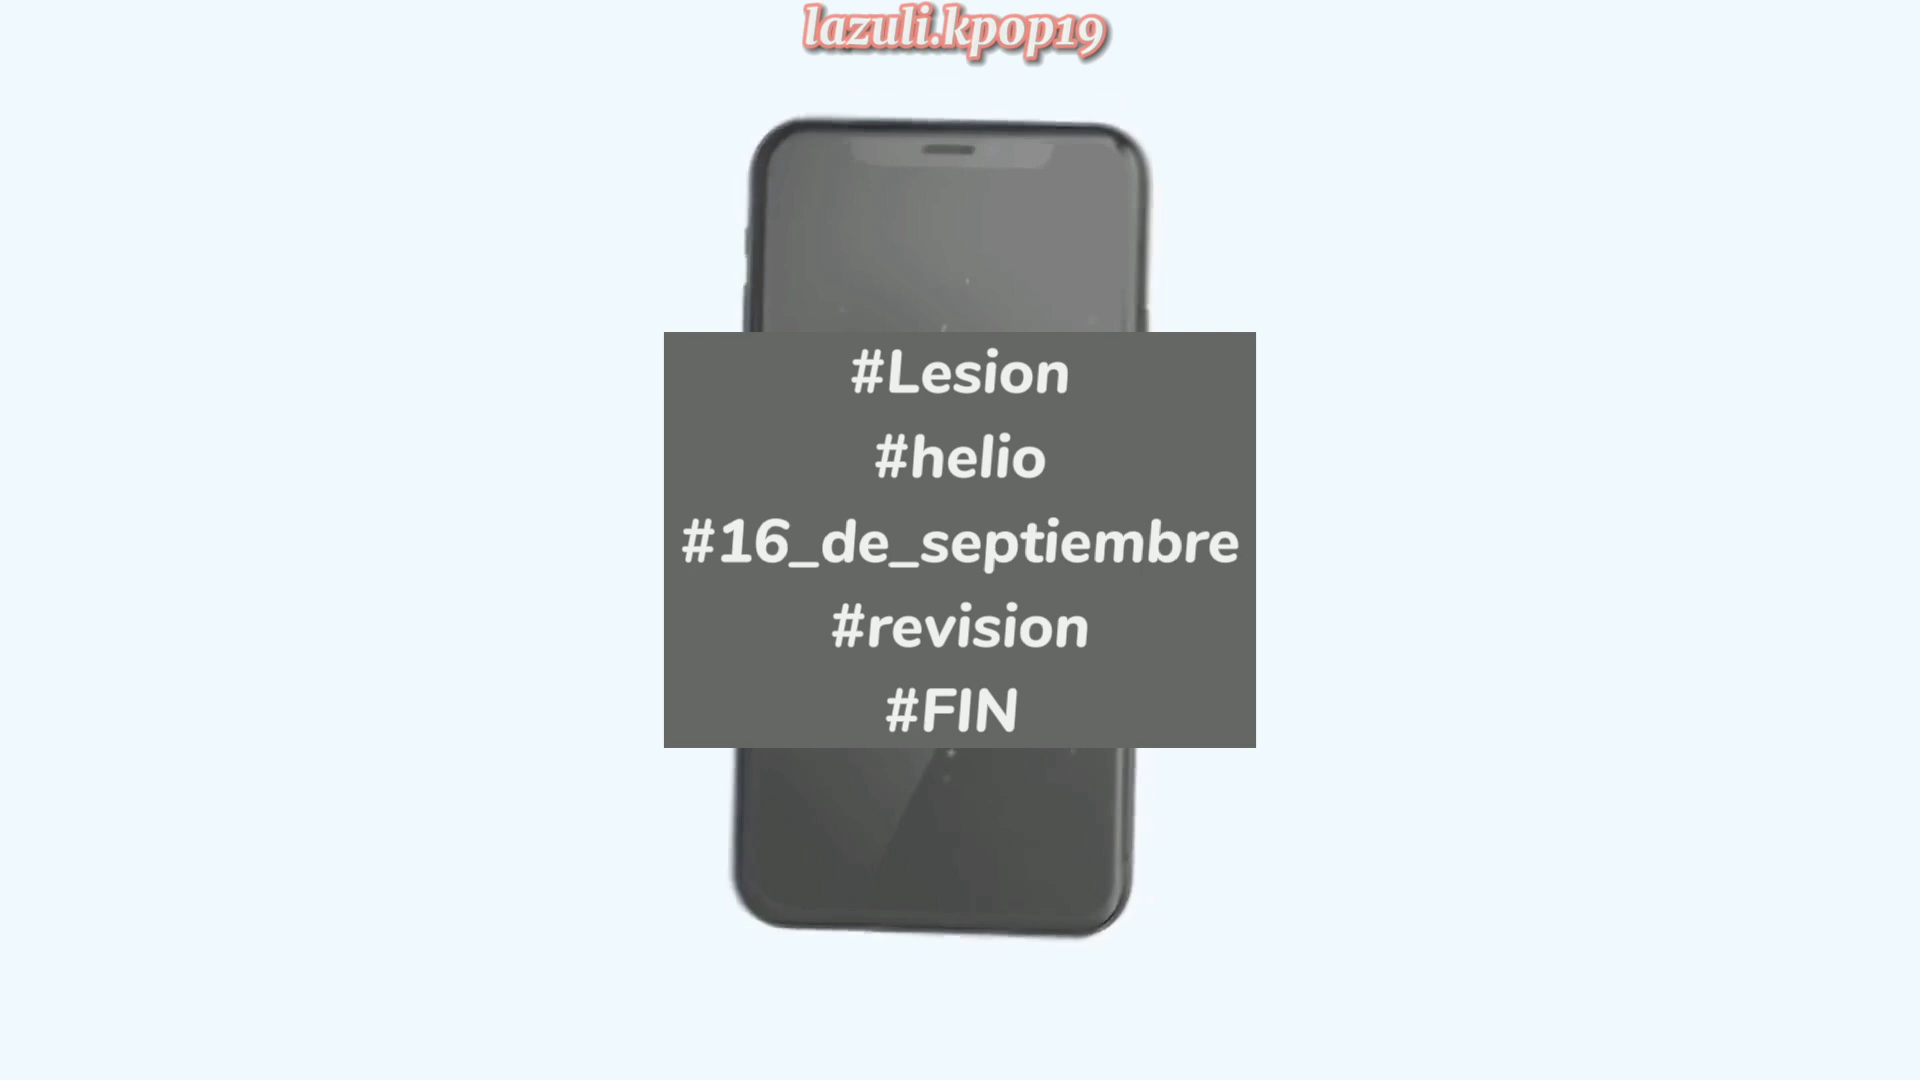 lazuli.kpop19
#Lesion
#helio
#16_de_septiembre
#revision
#FIN